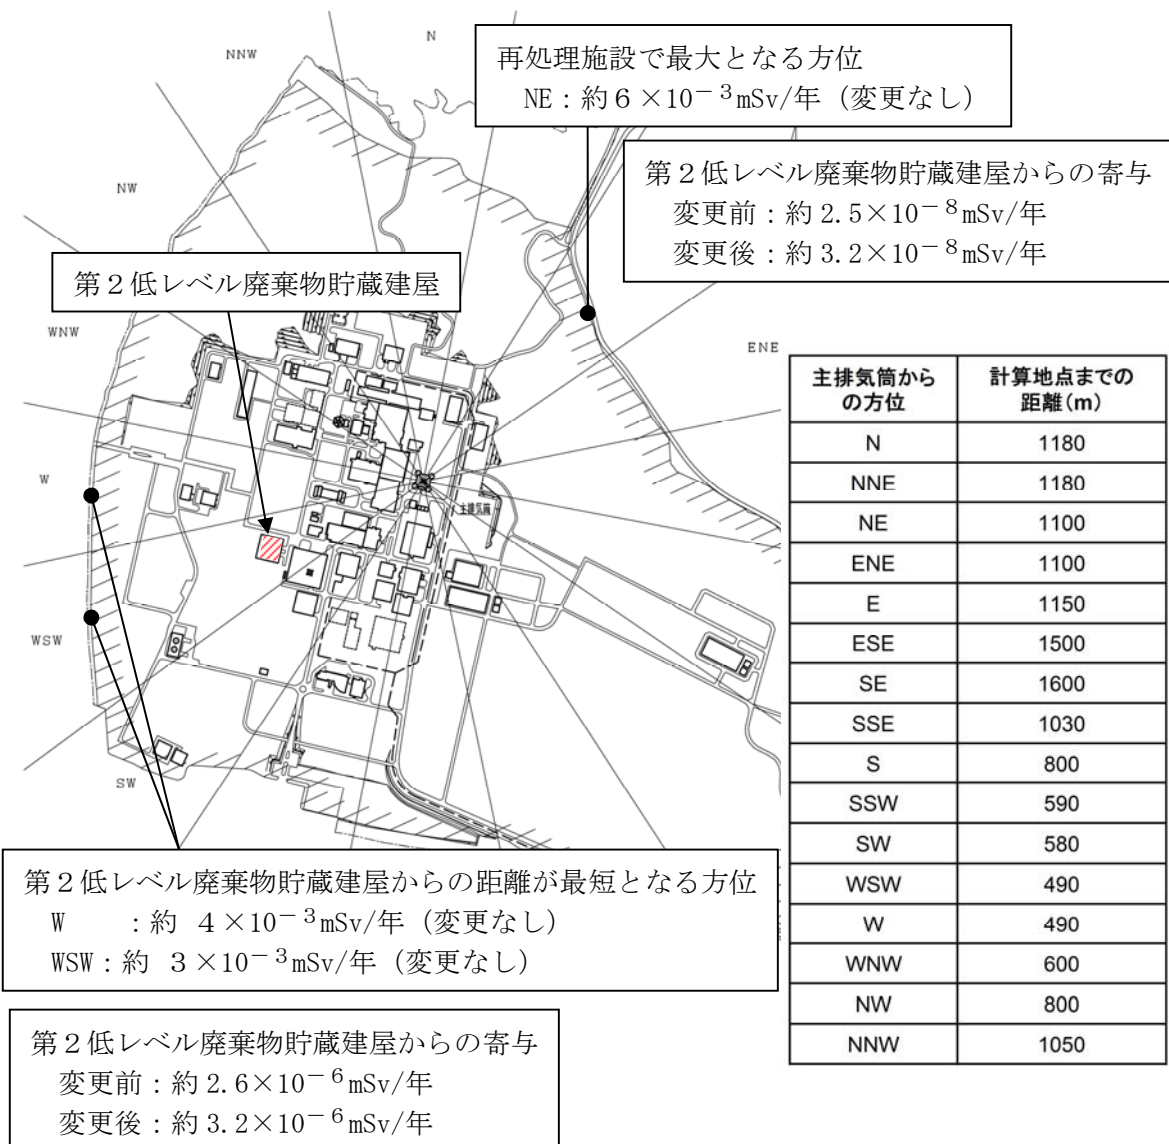 N
NNW
再処理施設で最大となる方位
NE：約６×10－３mSv/年（変更なし）
第２低レベル廃棄物貯蔵建屋からの寄与
変更前：約 2.5×10－８mSv/年
変更後：約 3.2×10－８mSv/年
NW
第２低レベル廃棄物貯蔵建屋
WNW
ENE
W
主排気筒
WSW
SW
主排気筒からの方位 計算地点までの距離（m）
N 1180
NNE 1180
NE 1100
ENE 1100
E 1150
ESE 1500
SE 1600
SSE 1030
S 800
SSW 590
SW 580
WSW 490
W 490
WNW 600
NW 800
NNW 1050
第２低レベル廃棄物貯蔵建屋からの距離が最短となる方位
W ：約 ４×10－３mSv/年（変更なし）
WSW：約 ３×10－３mSv/年（変更なし）
第２低レベル廃棄物貯蔵建屋からの寄与
変更前：約 2.6×10－６mSv/年
変更後：約 3.2×10－６mSv/年